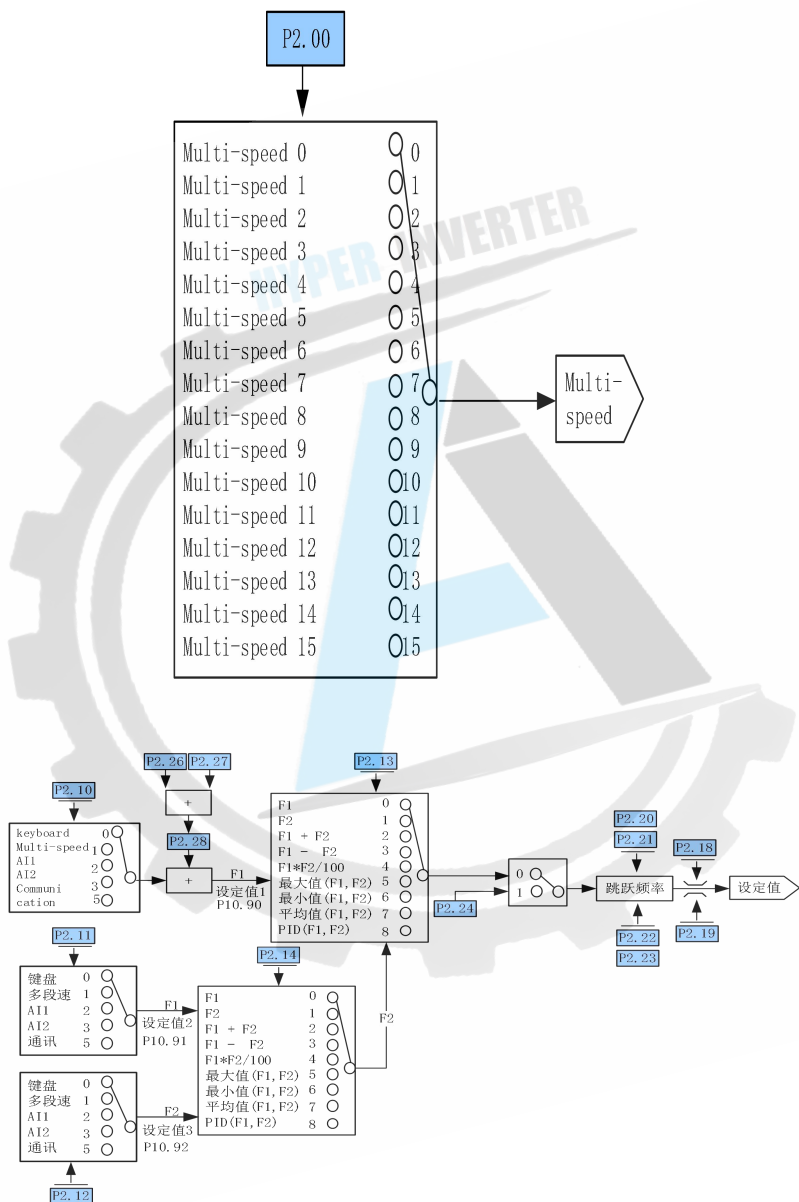 P2.00
Multi-speed 0 0
Multi-speed 1 1
Multi-speed 2 2
Multi-speed 3 3
Multi-speed 4 4
Multi-speed 5 5
Multi-speed 6 6
Multi-speed 7 7
Multi-speed 8 8
Multi-speed 9 9
Multi-speed 10 10
Multi-speed 11 11
Multi-speed 12 12
Multi-speed 13 13
Multi-speed 14 14
Multi-speed 15 15
Multi-
speed
HYPER INVERTER
P2.10
keyboard 0
Multi-speed 1
AI1 2
AI2
Communi 3
cation 5
P2.26 P2.27
+
P2.28
+
F1
设定值1
P10.90
P2.13
F1 0
F2 1
F1 + F2 2
F1 - F2 3
F1*F2/100 4
最大值(F1,F2) 5
最小值(F1,F2) 6
平均值(F1,F2) 7
PID(F1,F2) 8
P2.24
0
1
P2.20
P2.21
跳跃频率
P2.22
P2.23
P2.18
P2.19
设定值
P2.11
键盘 0
多段速 1
AI1 2
AI2 3
通讯 5
F1
设定值2
P10.91
P2.14
F1 0
F2 1
F1 + F2 2
F1 - F2 3
F1*F2/100 4
最大值(F1,F2) 5
最小值(F1,F2) 6
平均值(F1,F2) 7
PID(F1,F2) 8
F2
键盘 0
多段速 1
AI1 2
AI2 3
通讯 5
F2
设定值3
P10.92
P2.12